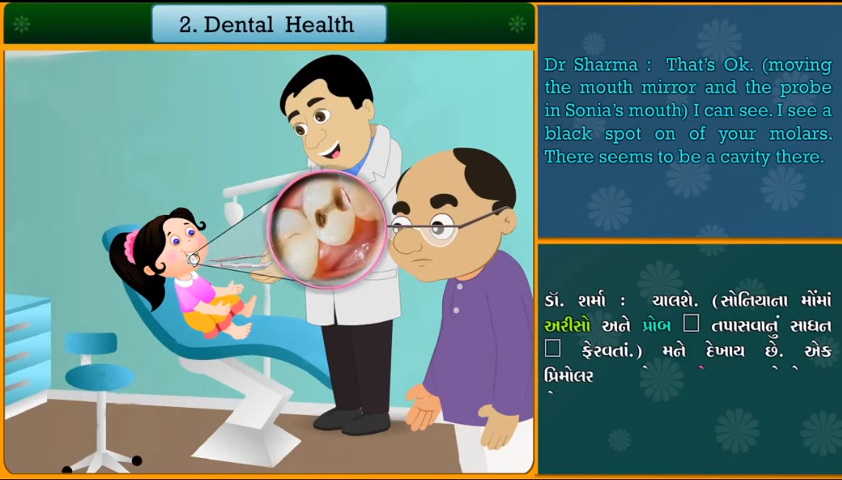 2. Dental Health
Dr Sharma : That's Ok. (moving
the mouth mirror and the probe
in Sonia's mouth) I can see. I see a
black spot on of your molars.
There seems to be a cavity there.
ડૉ. શર્મા : ચાલશે. (સોનિયાના મોંમાં
અરીસો અને પ્રોબ □ તપાસવાનું સાધન
□ ફેરવતાં.) મને દેખાય છે. એક
પ્રિમોલર